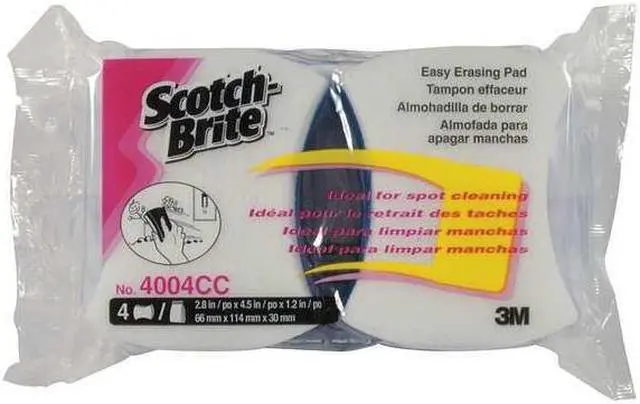 Scotch-
Brite™
Easy Erasing Pad
Tampon effaceur
Almohadilla de borrar
Almofada para
apagar manchas
Ideal for spot cleaning
Idéal pour le retrait des taches
Ideal para limpiar manchas
Ideal para limpar manchas
No. 4004CC
4 / 2.8 in / po x 4.5 in / po x 1.2 in / po
66 mm x 114 mm x 30 mm
3M